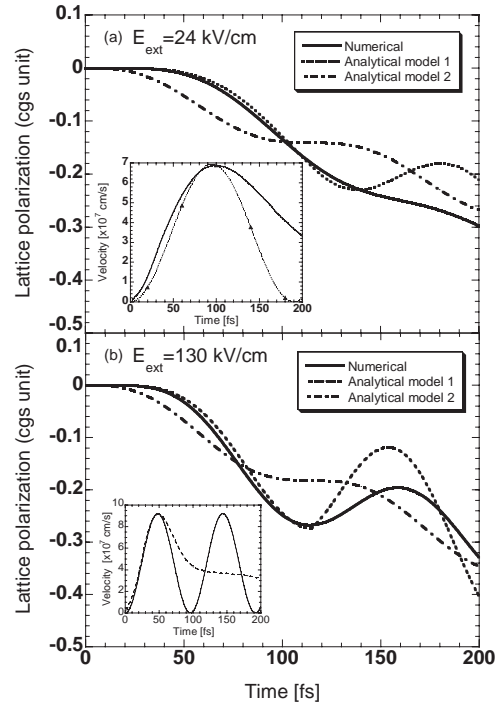 (a) E_ext=24 kV/cm
Numerical
Analytical model 1
Analytical model 2
Lattice polarization (cgs unit)
0.1
0
-0.1
-0.2
-0.3
-0.4
-0.5
Velocity [x10^7 cm/s]
7
6
5
4
3
2
1
0
0 50 100 150 200
Time [fs]
(b) E_ext=130 kV/cm
Numerical
Analytical model 1
Analytical model 2
Lattice polarization (cgs unit)
0.1
0
-0.1
-0.2
-0.3
-0.4
-0.5
Velocity [x10^7 cm/s]
10
8
6
4
2
0
0 50 100 150 200
Time [fs]
0 50 100 150 200
Time [fs]